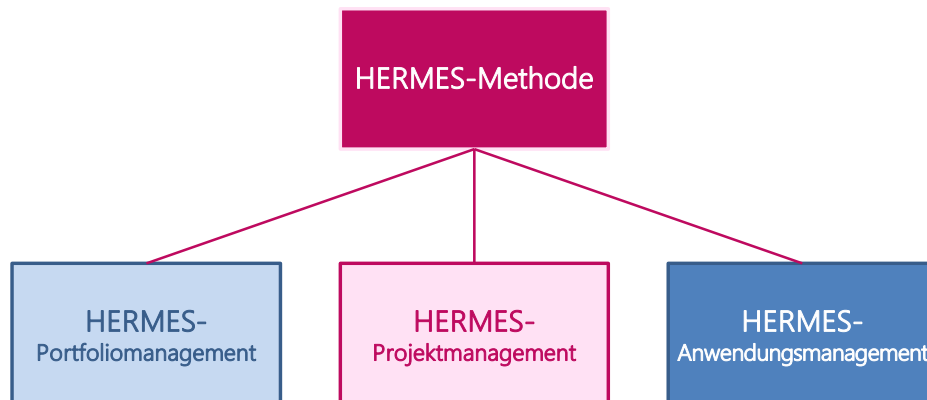 HERMES-Methode
HERMES-
Portfoliomanagement
HERMES-
Projektmanagement
HERMES-
Anwendungsmanagement